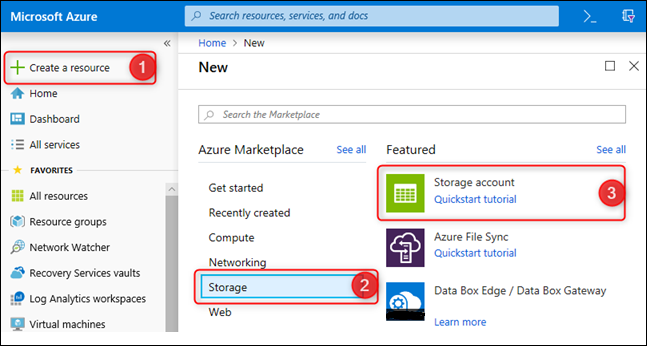 Microsoft Azure
Search resources, services, and docs
«
Create a resource
1
Home
Dashboard
All services
FAVORITES
All resources
Resource groups
Network Watcher
Recovery Services vaults
Log Analytics workspaces
Virtual machines
Home > New
New
Search the Marketplace
Azure Marketplace See all
Get started
Recently created
Compute
Networking
Storage
2
Web
Featured See all
Storage account
Quickstart tutorial
3
Azure File Sync
Quickstart tutorial
Data Box Edge / Data Box Gateway
Learn more